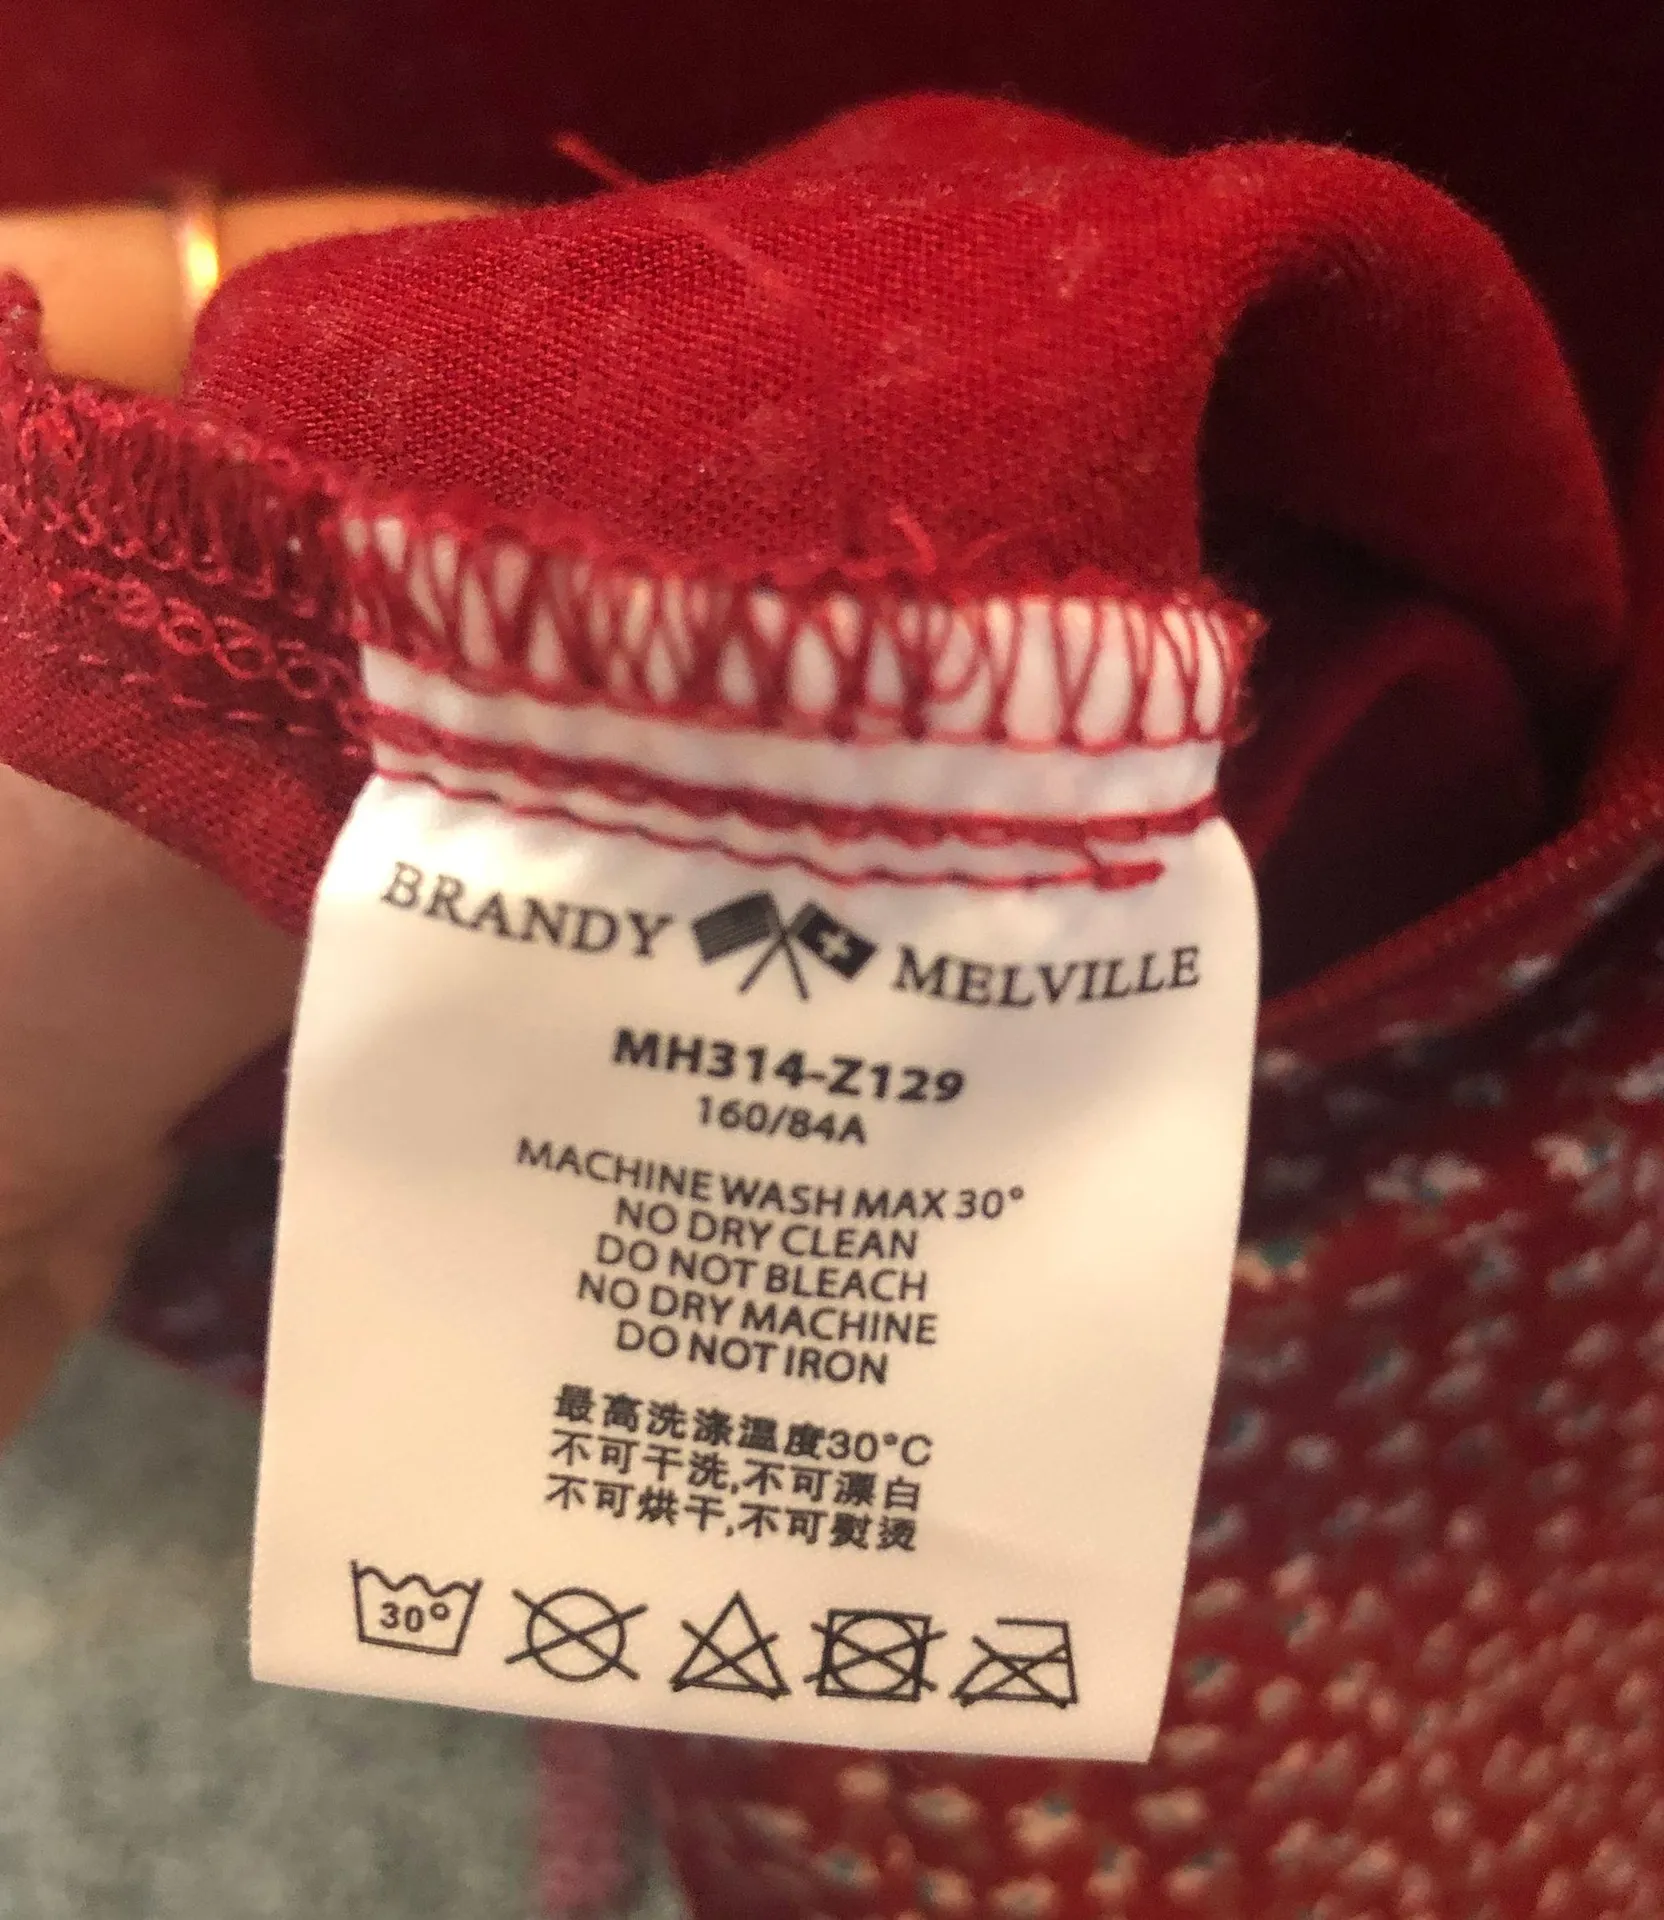 BRANDY MELVILLE
MH314-Z129
160/84A
MACHINE WASH MAX 30°
NO DRY CLEAN
DO NOT BLEACH
NO DRY MACHINE
DO NOT IRON
最高洗涤温度30°C
不可干洗,不可漂白
不可烘干,不可熨烫
30°